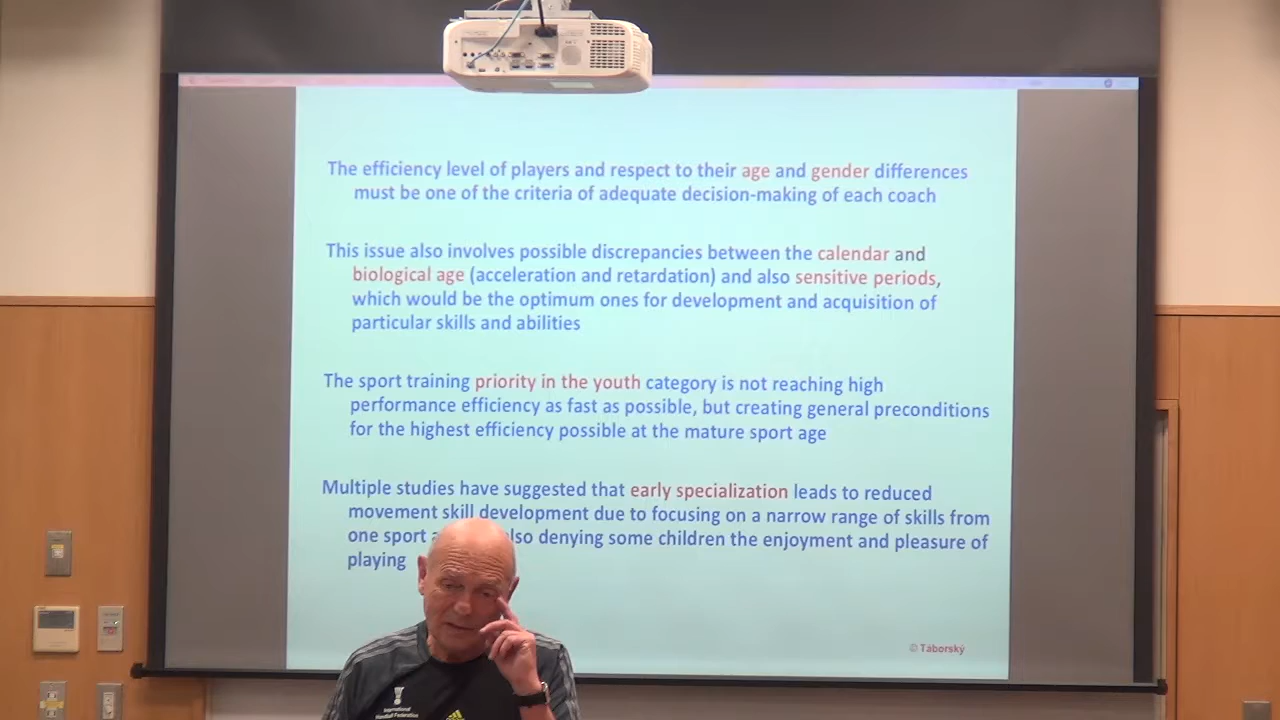 The efficiency level of players and respect to their age and gender differences
must be one of the criteria of adequate decision-making of each coach
This issue also involves possible discrepancies between the calendar and
biological age (acceleration and retardation) and also sensitive periods,
which would be the optimum ones for development and acquisition of
particular skills and abilities
The sport training priority in the youth category is not reaching high
performance efficiency as fast as possible, but creating general preconditions
for the highest efficiency possible at the mature sport age
Multiple studies have suggested that early specialization leads to reduced
movement skill development due to focusing on a narrow range of skills from
one sport also denying some children the enjoyment and pleasure of
playing
© Táborský
International
Handball Federation